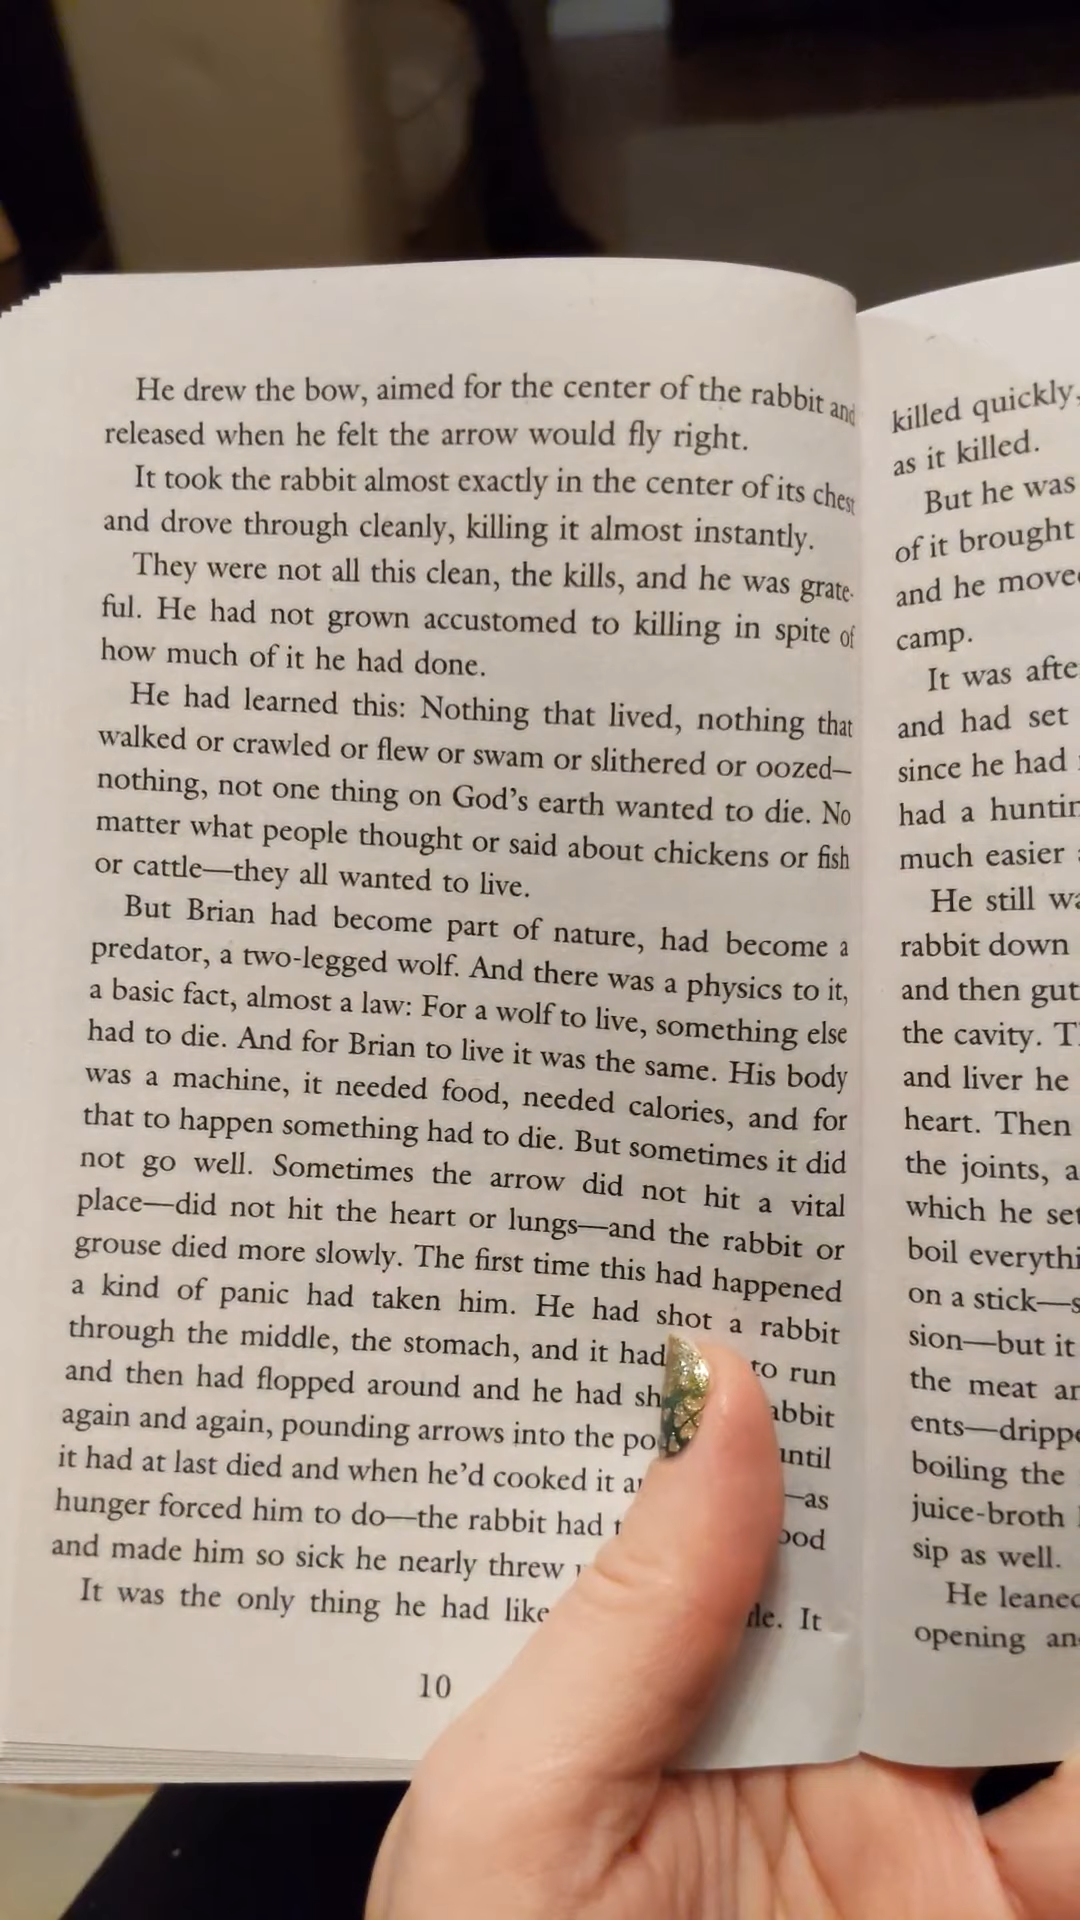 He drew the bow, aimed for the center of the rabbit and
released when he felt the arrow would fly right.
It took the rabbit almost exactly in the center of its chest
and drove through cleanly, killing it almost instantly.
They were not all this clean, the kills, and he was grate-
ful. He had not grown accustomed to killing in spite of
how much of it he had done.
He had learned this: Nothing that lived, nothing that
walked or crawled or flew or swam or slithered or oozed—
nothing, not one thing on God's earth wanted to die. No
matter what people thought or said about chickens or fish
or cattle—they all wanted to live.
But Brian had become part of nature, had become a
predator, a two-legged wolf. And there was a physics to it,
a basic fact, almost a law: For a wolf to live, something else
had to die. And for Brian to live it was the same. His body
was a machine, it needed food, needed calories, and for
that to happen something had to die. But sometimes it did
not go well. Sometimes the arrow did not hit a vital
place—did not hit the heart or lungs—and the rabbit or
grouse died more slowly. The first time this had happened
a kind of panic had taken him. He had shot a rabbit
through the middle, the stomach, and it had to run
and then had flopped around and he had
again and again, pounding arrows into the
it had at last died and when he'd cooked it —as
hunger forced him to do—the rabbit had
and made him so sick he nearly threw
It was the only thing he had It
10
killed quickly,
as it killed.
But he was
of it brought
and he
camp.
It was
and had set
since he had
had a
much easier
He still
rabbit down
and then gut
the cavity.
and liver he
heart. Then
the joints,
which he
boil
on a stick—
but it
the meat
boiling the
juice-broth
sip as well.
He
opening